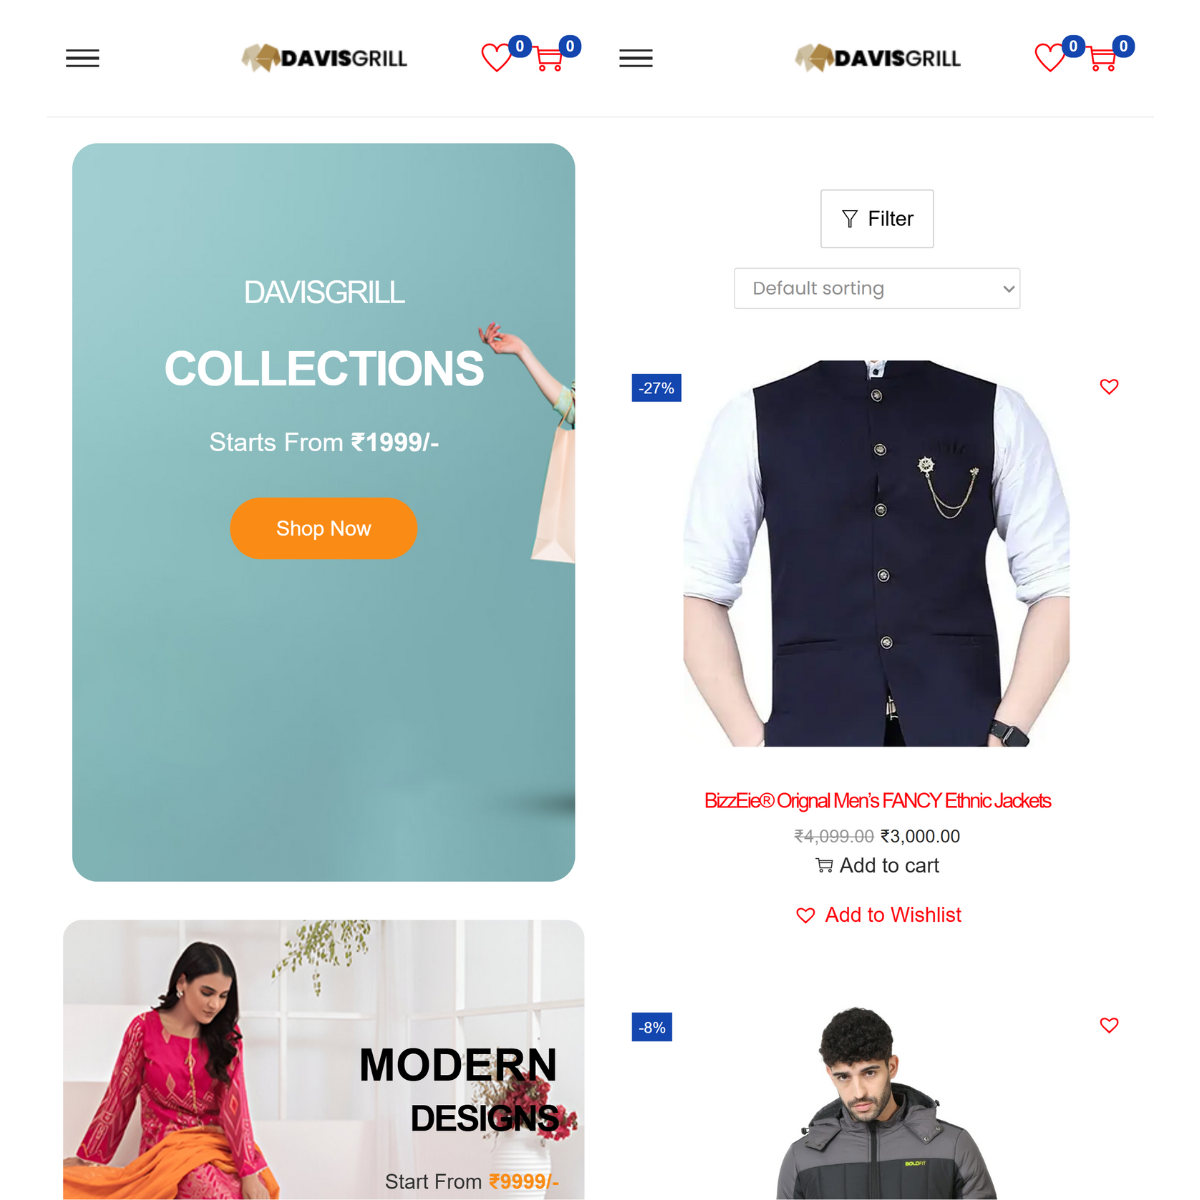 DAVISGRILL
0
0
DAVISGRILL
COLLECTIONS
Starts From ₹1999/-
Shop Now
MODERN
DESIGNS
Start From ₹9999/-
DAVISGRILL
0
0
Filter
Default sorting
-27%
BizzEie® Orignal Men's FANCY Ethnic Jackets
₹4,099.00 ₹3,000.00
Add to cart
Add to Wishlist
-8%
BOLDFIT